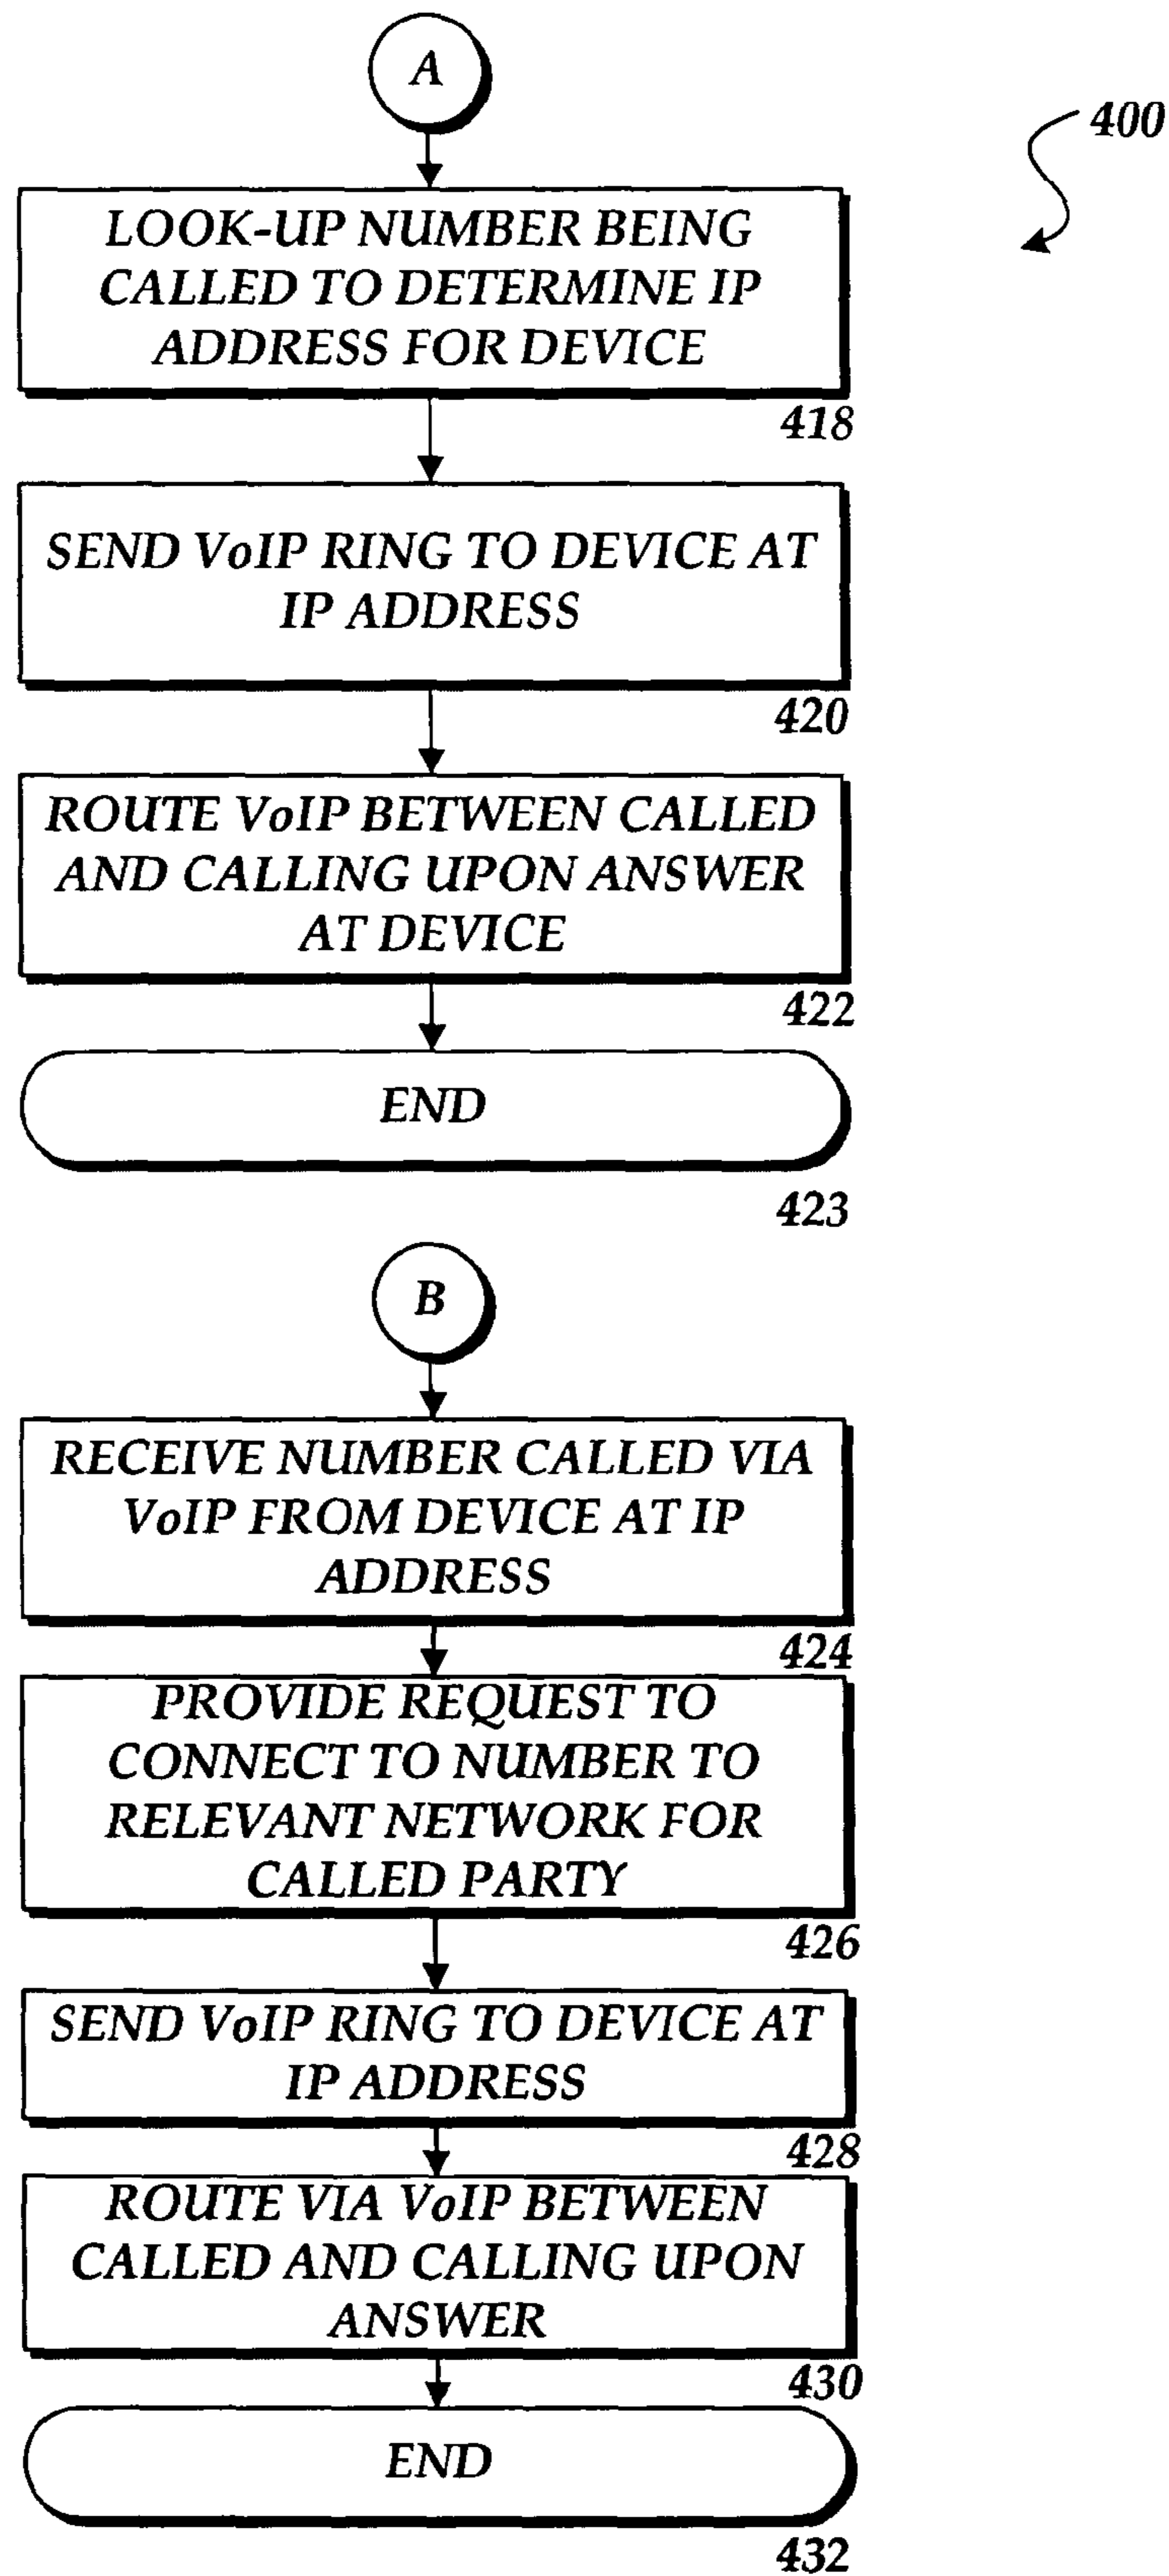 A
400
LOOK-UP NUMBER BEING
CALLED TO DETERMINE IP
ADDRESS FOR DEVICE
418
SEND VoIP RING TO DEVICE AT
IP ADDRESS
420
ROUTE VoIP BETWEEN CALLED
AND CALLING UPON ANSWER
AT DEVICE
422
END
423
B
RECEIVE NUMBER CALLED VIA
VoIP FROM DEVICE AT IP
ADDRESS
424
PROVIDE REQUEST TO
CONNECT TO NUMBER TO
RELEVANT NETWORK FOR
CALLED PARTY
426
SEND VoIP RING TO DEVICE AT
IP ADDRESS
428
ROUTE VIA VoIP BETWEEN
CALLED AND CALLING UPON
ANSWER
430
END
432